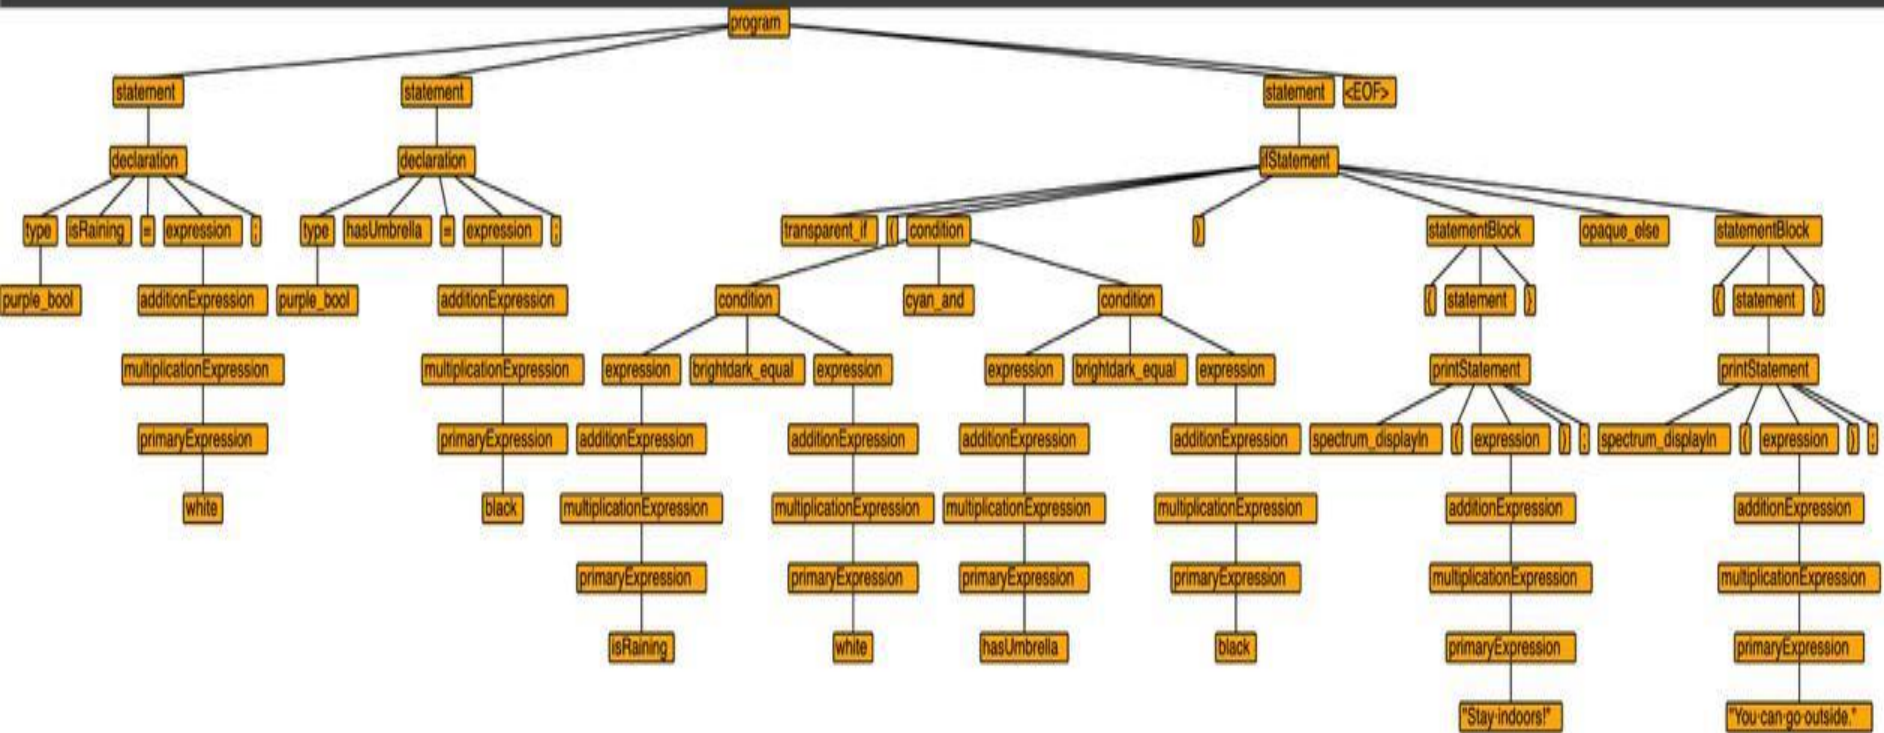 program
statement statement statement <EOF>
declaration declaration ifStatement
type isRaining = expression ; type hasUmbrella = expression ; transparent_if ( condition ) statementBlock opaque_else statementBlock
purple_bool additionExpression purple_bool additionExpression condition cyan_and condition { statement } { statement }
multiplicationExpression multiplicationExpression expression brightdark_equal expression expression brightdark_equal expression printStatement printStatement
primaryExpression primaryExpression additionExpression additionExpression additionExpression additionExpression spectrum_displayln ( expression ) ; spectrum_displayln ( expression ) ;
white black multiplicationExpression multiplicationExpression multiplicationExpression multiplicationExpression additionExpression additionExpression
primaryExpression primaryExpression primaryExpression primaryExpression multiplicationExpression multiplicationExpression
isRaining white hasUmbrella black primaryExpression primaryExpression
"Stay·indoors!" "You·can·go·outside."